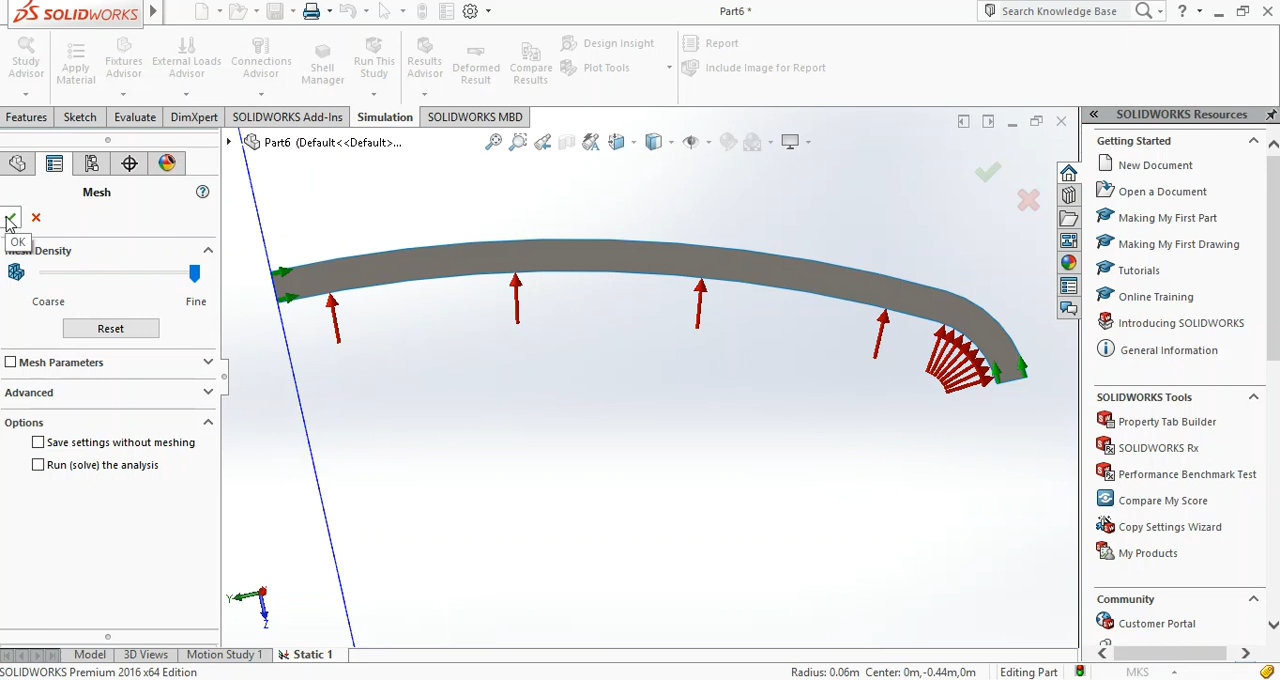 DS SOLIDWORKS
Part6 *
Search Knowledge Base
?
Study Advisor
Apply Material
Fixtures Advisor
External Loads Advisor
Connections Advisor
Shell Manager
Run This Study
Results Advisor
Deformed Result
Compare Results
Design Insight
Plot Tools
Report
Include Image for Report
Features
Sketch
Evaluate
DimXpert
SOLIDWORKS Add-Ins
Simulation
SOLIDWORKS MBD
Part6 (Default<<Default>...
Mesh
?
OK
Mesh Density
Coarse
Fine
Reset
Mesh Parameters
Advanced
Options
Save settings without meshing
Run (solve) the analysis
Y
Z
SOLIDWORKS Resources
Getting Started
New Document
Open a Document
Making My First Part
Making My First Drawing
Tutorials
Online Training
Introducing SOLIDWORKS
General Information
SOLIDWORKS Tools
Property Tab Builder
SOLIDWORKS Rx
Performance Benchmark Test
Compare My Score
Copy Settings Wizard
My Products
Community
Customer Portal
Model
3D Views
Motion Study 1
Static 1
SOLIDWORKS Premium 2016 x64 Edition
Radius: 0.06m Center: 0m,-0.44m,0m
Editing Part
MKS